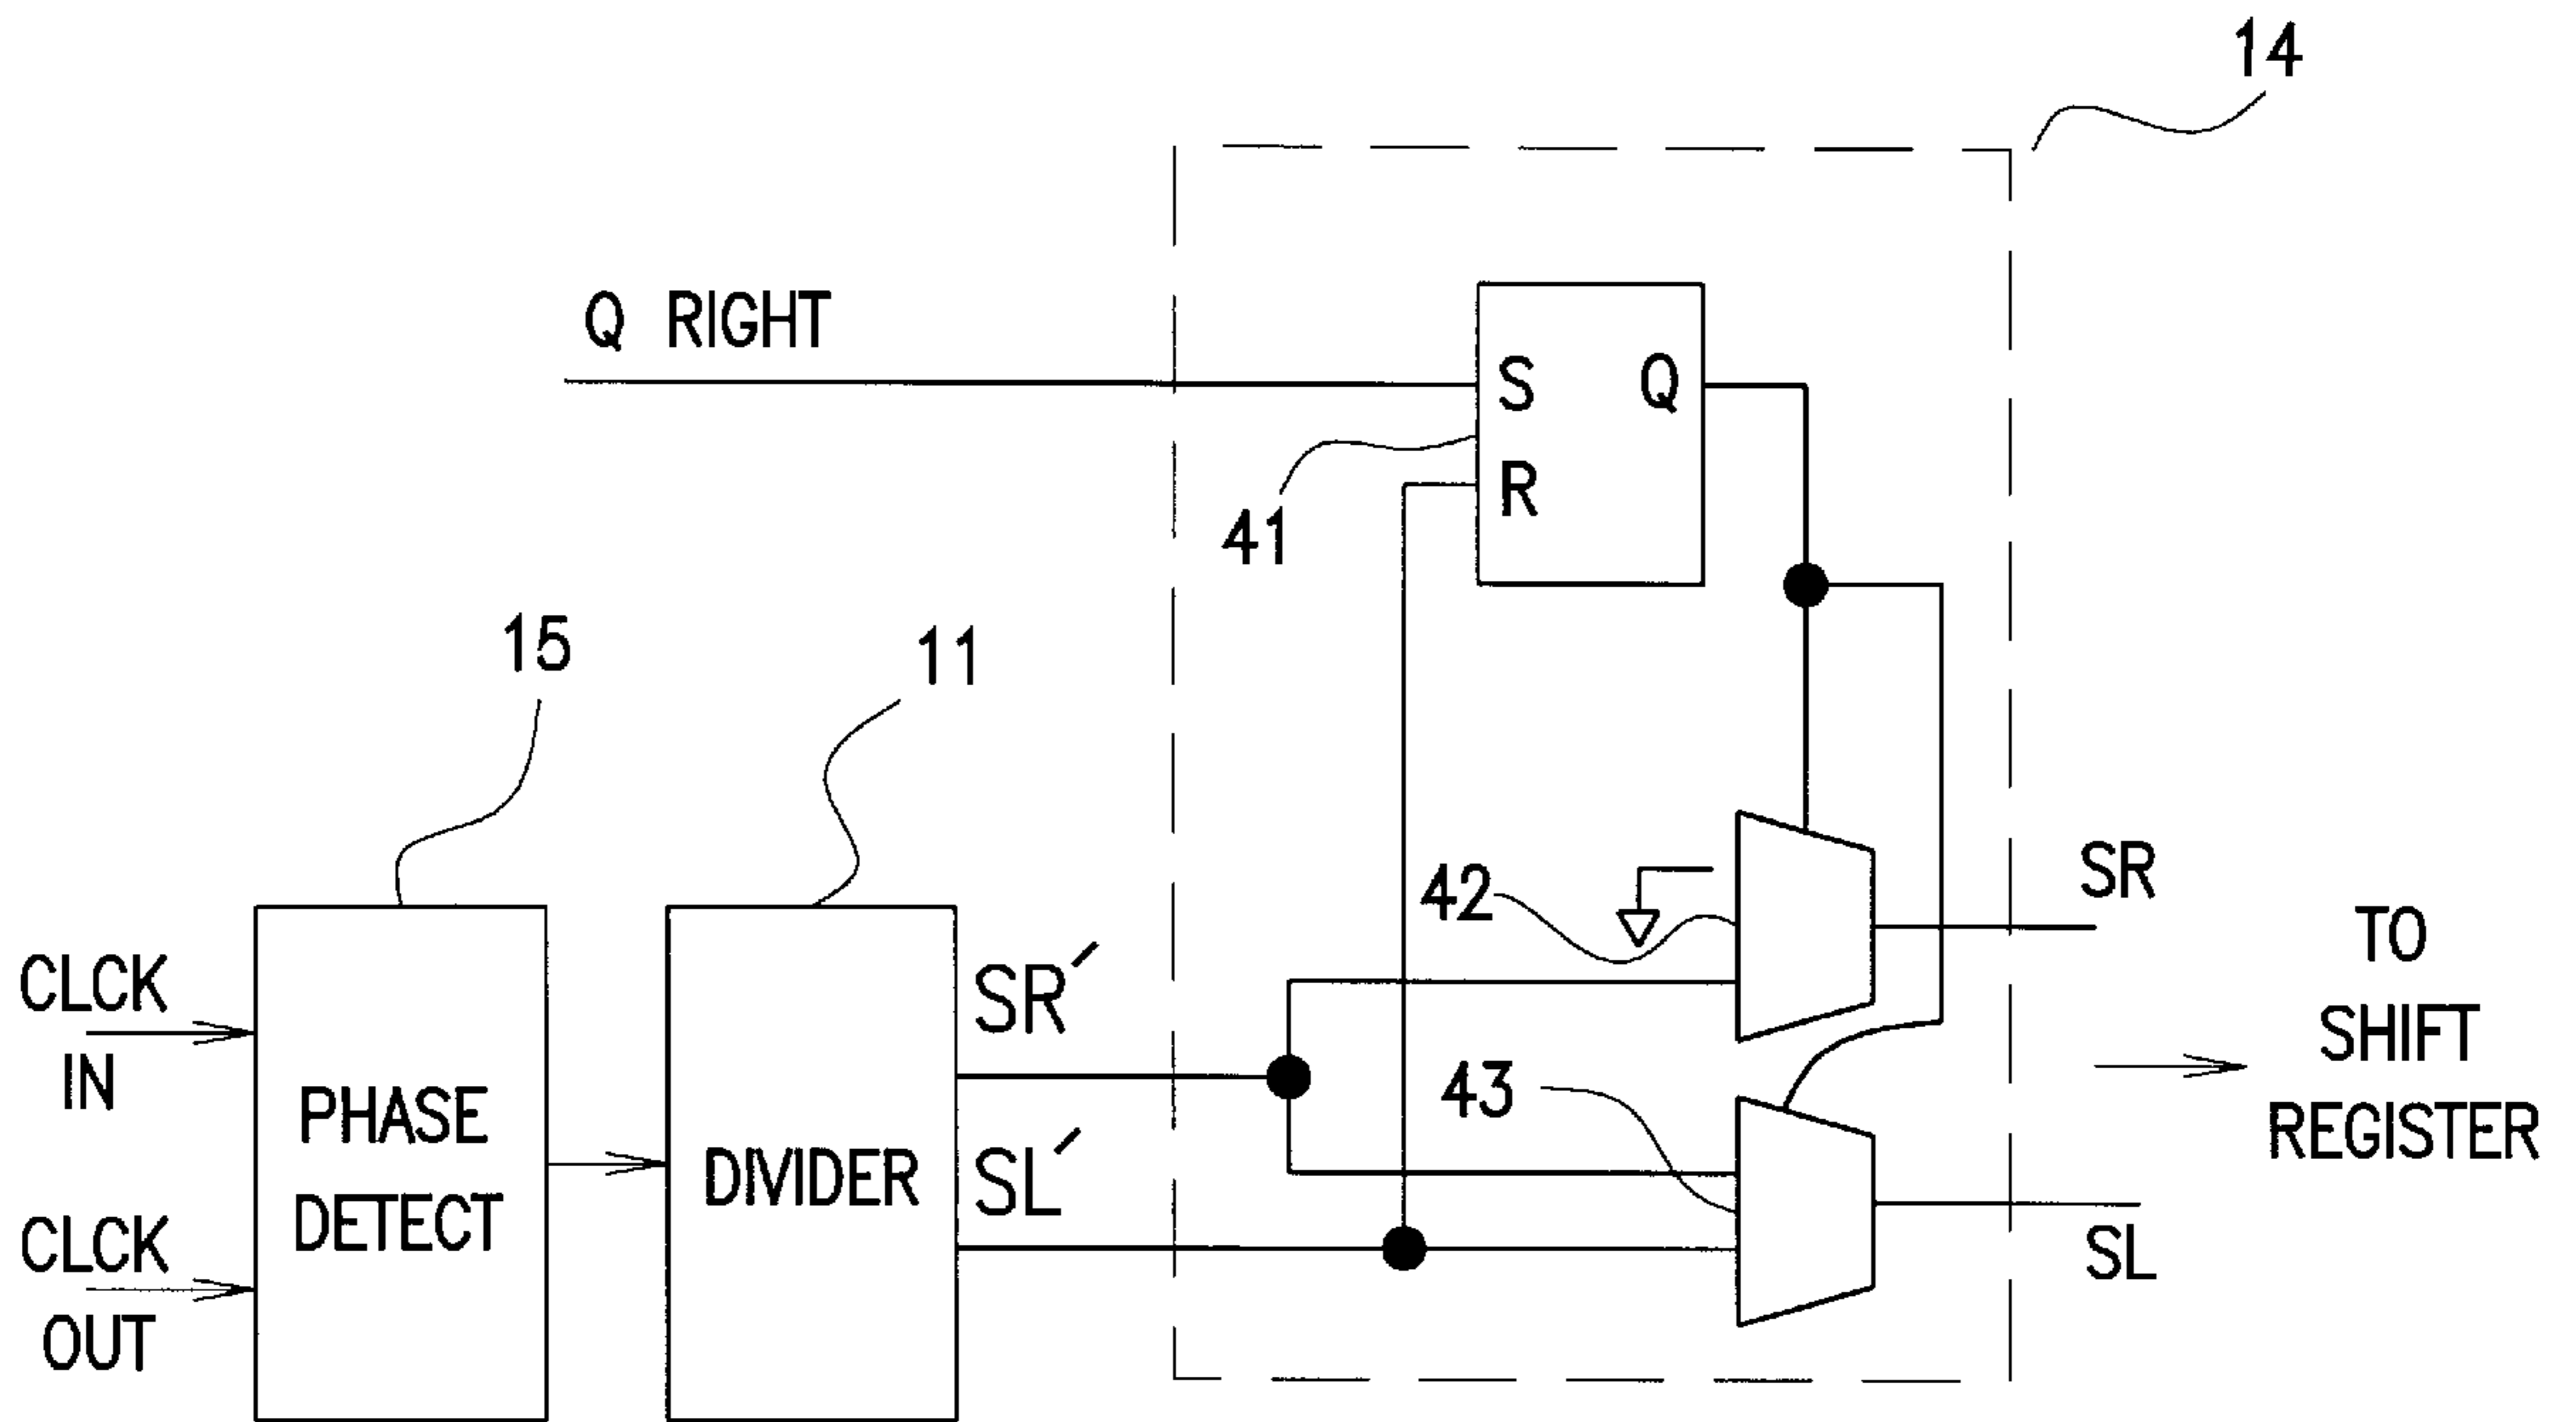 14
Q RIGHT
S Q
R
41
15
11
42
SR
TO
SHIFT
REGISTER
CLCK
IN
SR′
PHASE
DETECT
DIVIDER
43
SL′
CLCK
OUT
SL